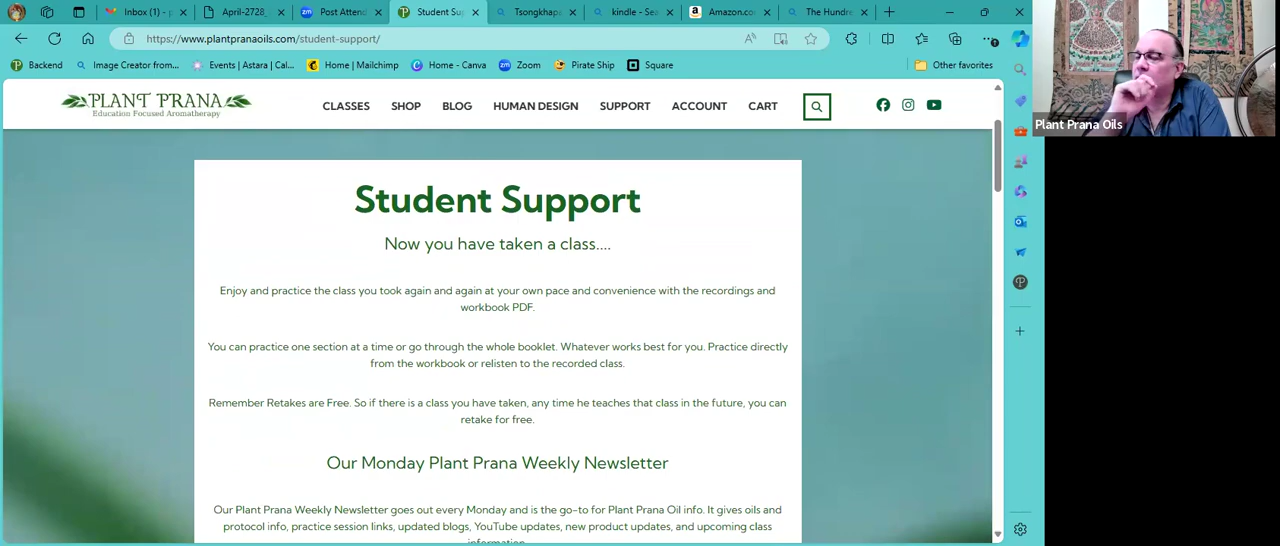 Inbox (1) - p
April-2728_
Post Attend
Student Sup
Tsongkhapa
kindle - Sea
Amazon.co
The Hundre
https://www.plantpranaoils.com/student-support/
Backend
Image Creator from...
Events | Astara | Cal...
Home | Mailchimp
Home - Canva
Zoom
Pirate Ship
Square
Other favorites
PLANT PRANA
Education Focused Aromatherapy
CLASSES
SHOP
BLOG
HUMAN DESIGN
SUPPORT
ACCOUNT
CART
Plant Prana Oils
Student Support
Now you have taken a class....
Enjoy and practice the class you took again and again at your own pace and convenience with the recordings and
workbook PDF.
You can practice one section at a time or go through the whole booklet. Whatever works best for you. Practice directly
from the workbook or relisten to the recorded class.
Remember Retakes are Free. So if there is a class you have taken, any time he teaches that class in the future, you can
retake for free.
Our Monday Plant Prana Weekly Newsletter
Our Plant Prana Weekly Newsletter goes out every Monday and is the go-to for Plant Prana Oil info. It gives oils and
protocol info, practice session links, updated blogs, YouTube updates, new product updates, and upcoming class
information.